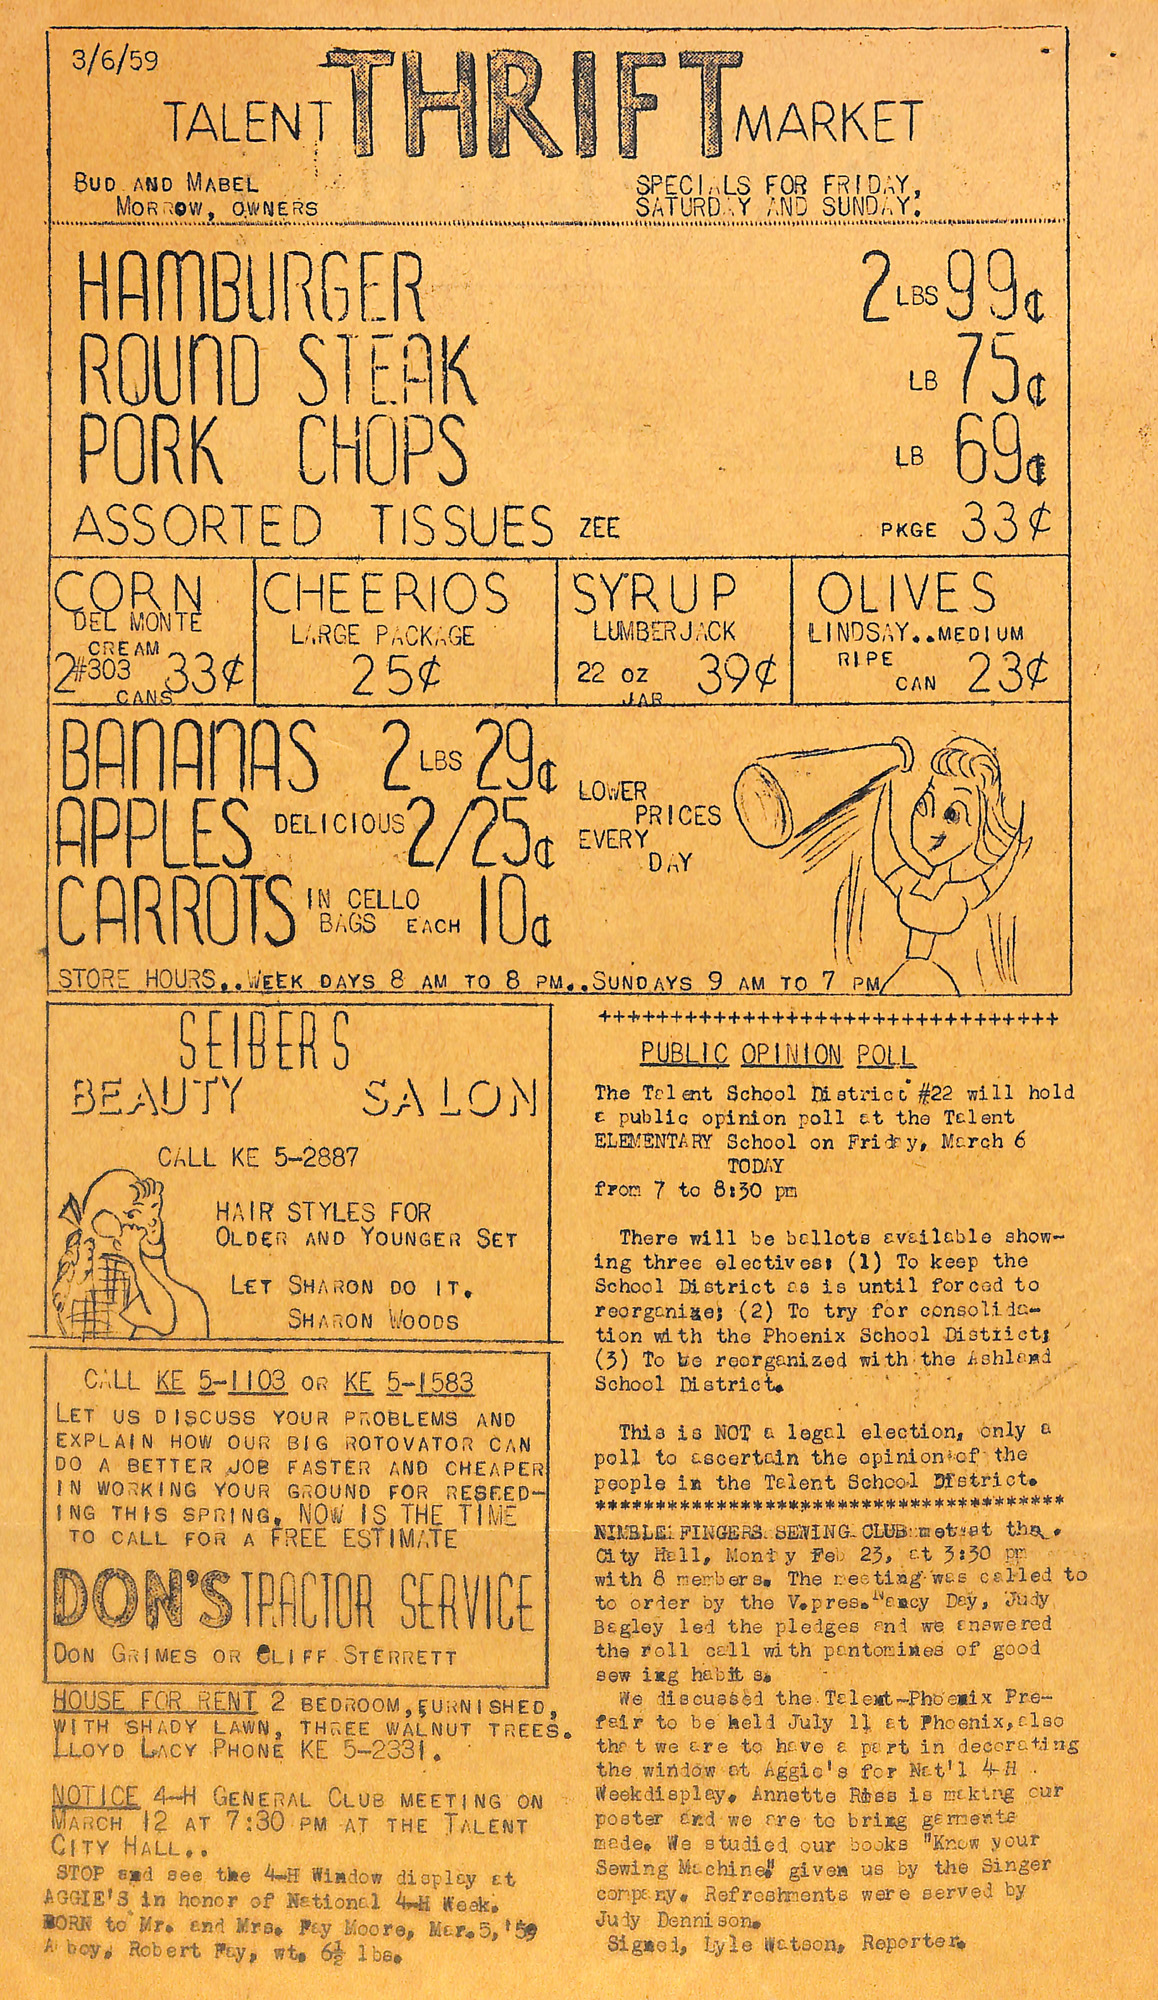 3/6/59
TALENT THRIFT MARKET
BUD AND MABEL
MORROW, OWNERS
SPECIALS FOR FRIDAY,
SATURDAY AND SUNDAY.
HAMBURGER 2 LBS 99¢
ROUND STEAK LB 75¢
PORK CHOPS LB 69¢
ASSORTED TISSUES ZEE PKGE 33¢
CORN
DEL MONTE
CREAM
2 #303 33¢
CANS
CHEERIOS
LARGE PACKAGE
25¢
SYRUP
LUMBERJACK
22 OZ 39¢
JAR
OLIVES
LINDSAY..MEDIUM
RIPE
CAN 23¢
BANANAS 2 LBS 29¢
APPLES DELICIOUS 2/25¢
CARROTS IN CELLO
BAGS EACH 10¢
LOWER
PRICES
EVERY
DAY
STORE HOURS..WEEK DAYS 8 AM TO 8 PM..SUNDAYS 9 AM TO 7 PM
SEIBERS
BEAUTY SALON
CALL KE 5-2887
HAIR STYLES FOR
OLDER AND YOUNGER SET
LET SHARON DO IT.
SHARON WOODS
CALL KE 5-1103 OR KE 5-1583
LET US DISCUSS YOUR PROBLEMS AND
EXPLAIN HOW OUR BIG ROTOVATOR CAN
DO A BETTER JOB FASTER AND CHEAPER
IN WORKING YOUR GROUND FOR RESEED-
ING THIS SPRING. NOW IS THE TIME
TO CALL FOR A FREE ESTIMATE
DON'S TRACTOR SERVICE
DON GRIMES OR CLIFF STERRETT
HOUSE FOR RENT 2 BEDROOM, FURNISHED,
WITH SHADY LAWN, THREE WALNUT TREES.
LLOYD LACY PHONE KE 5-2331.
NOTICE 4-H GENERAL CLUB MEETING ON
MARCH 12 AT 7:30 PM AT THE TALENT
CITY HALL..
STOP and see the 4-H Window display at
AGGIE'S in honor of National 4-H Week.
BORN to Mr. and Mrs. Fay Moore, Mar.5,'59
A boy, Robert Fay, wt. 6½ lbs.
+++++++++++++++++++++++++++++++++
PUBLIC OPINION POLL
The Talent School District #22 will hold
a public opinion poll at the Talent
ELEMENTARY School on Friday, March 6
TODAY
from 7 to 8:30 pm
There will be ballots available show-
ing three electives: (1) To keep the
School District as is until forced to
reorganize; (2) To try for consolida-
tion with the Phoenix School District;
(3) To be reorganized with the Ashland
School District.
This is NOT a legal election, only a
poll to ascertain the opinion of the
people in the Talent School District.
***************************************
NIMBLE FINGERS SEWING CLUB met at the
City Hall, Mond y Feb 23, at 3:30 pm
with 8 members. The meeting was called to
to order by the V.pres. Nancy Day, Judy
Bagley led the pledges and we answered
the roll call with pantomines of good
sew ing habit s.
We discussed the Talent-Phoenix Pre-
fair to be held July 11 at Phoenix, also
that we are to have a part in decorating
the window at Aggie's for Nat'l 4-H
Weekdisplay. Annette Ross is making our
poster and we are to bring garments
made. We studied our books "Know your
Sewing Machine" given us by the Singer
company. Refreshments were served by
Judy Dennison.
Signed, Lyle Watson, Reporter.